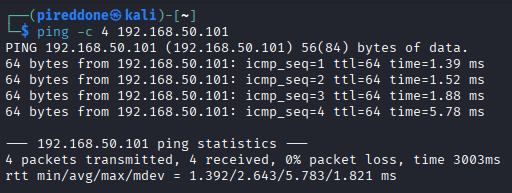 ┌──(pireddone㉿kali)-[~]
└─$ ping -c 4 192.168.50.101
PING 192.168.50.101 (192.168.50.101) 56(84) bytes of data.
64 bytes from 192.168.50.101: icmp_seq=1 ttl=64 time=1.39 ms
64 bytes from 192.168.50.101: icmp_seq=2 ttl=64 time=1.52 ms
64 bytes from 192.168.50.101: icmp_seq=3 ttl=64 time=1.88 ms
64 bytes from 192.168.50.101: icmp_seq=4 ttl=64 time=5.78 ms

--- 192.168.50.101 ping statistics ---
4 packets transmitted, 4 received, 0% packet loss, time 3003ms
rtt min/avg/max/mdev = 1.392/2.643/5.783/1.821 ms